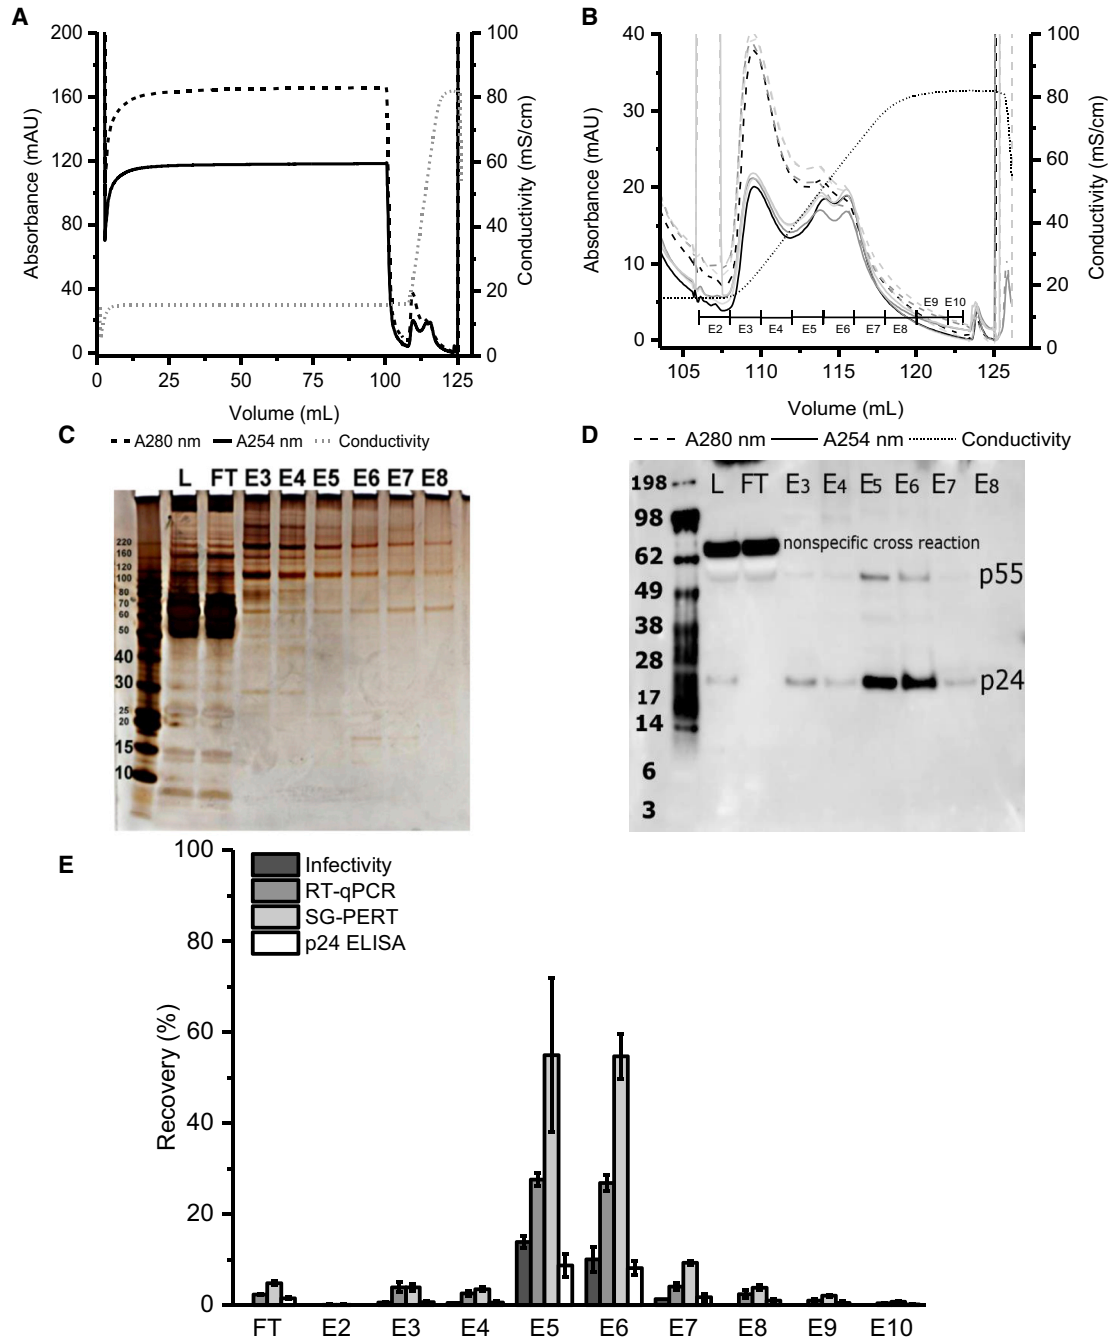 A
200
160
120
80
40
0
Absorbance (mAU)
100
80
60
40
20
0
Conductivity (mS/cm)
0 25 50 75 100 125
Volume (mL)
A280 nm A254 nm Conductivity
B
40
30
20
10
0
Absorbance (mAU)
100
80
60
40
20
0
Conductivity (mS/cm)
E2 E3 E4 E5 E6 E7 E8 E9 E10
105 110 115 120 125
Volume (mL)
A280 nm A254 nm Conductivity
C
L FT E3 E4 E5 E6 E7 E8
220
160
120
100
80
70
60
50
40
30
25
20
15
10
D
198 L FT E3 E4 E5 E6 E7 E8
98
nonspecific cross reaction
62
p55
49
38
28
p24
17
14
6
3
E
100
80
60
40
20
0
Recovery (%)
Infectivity
RT-qPCR
SG-PERT
p24 ELISA
FT E2 E3 E4 E5 E6 E7 E8 E9 E10